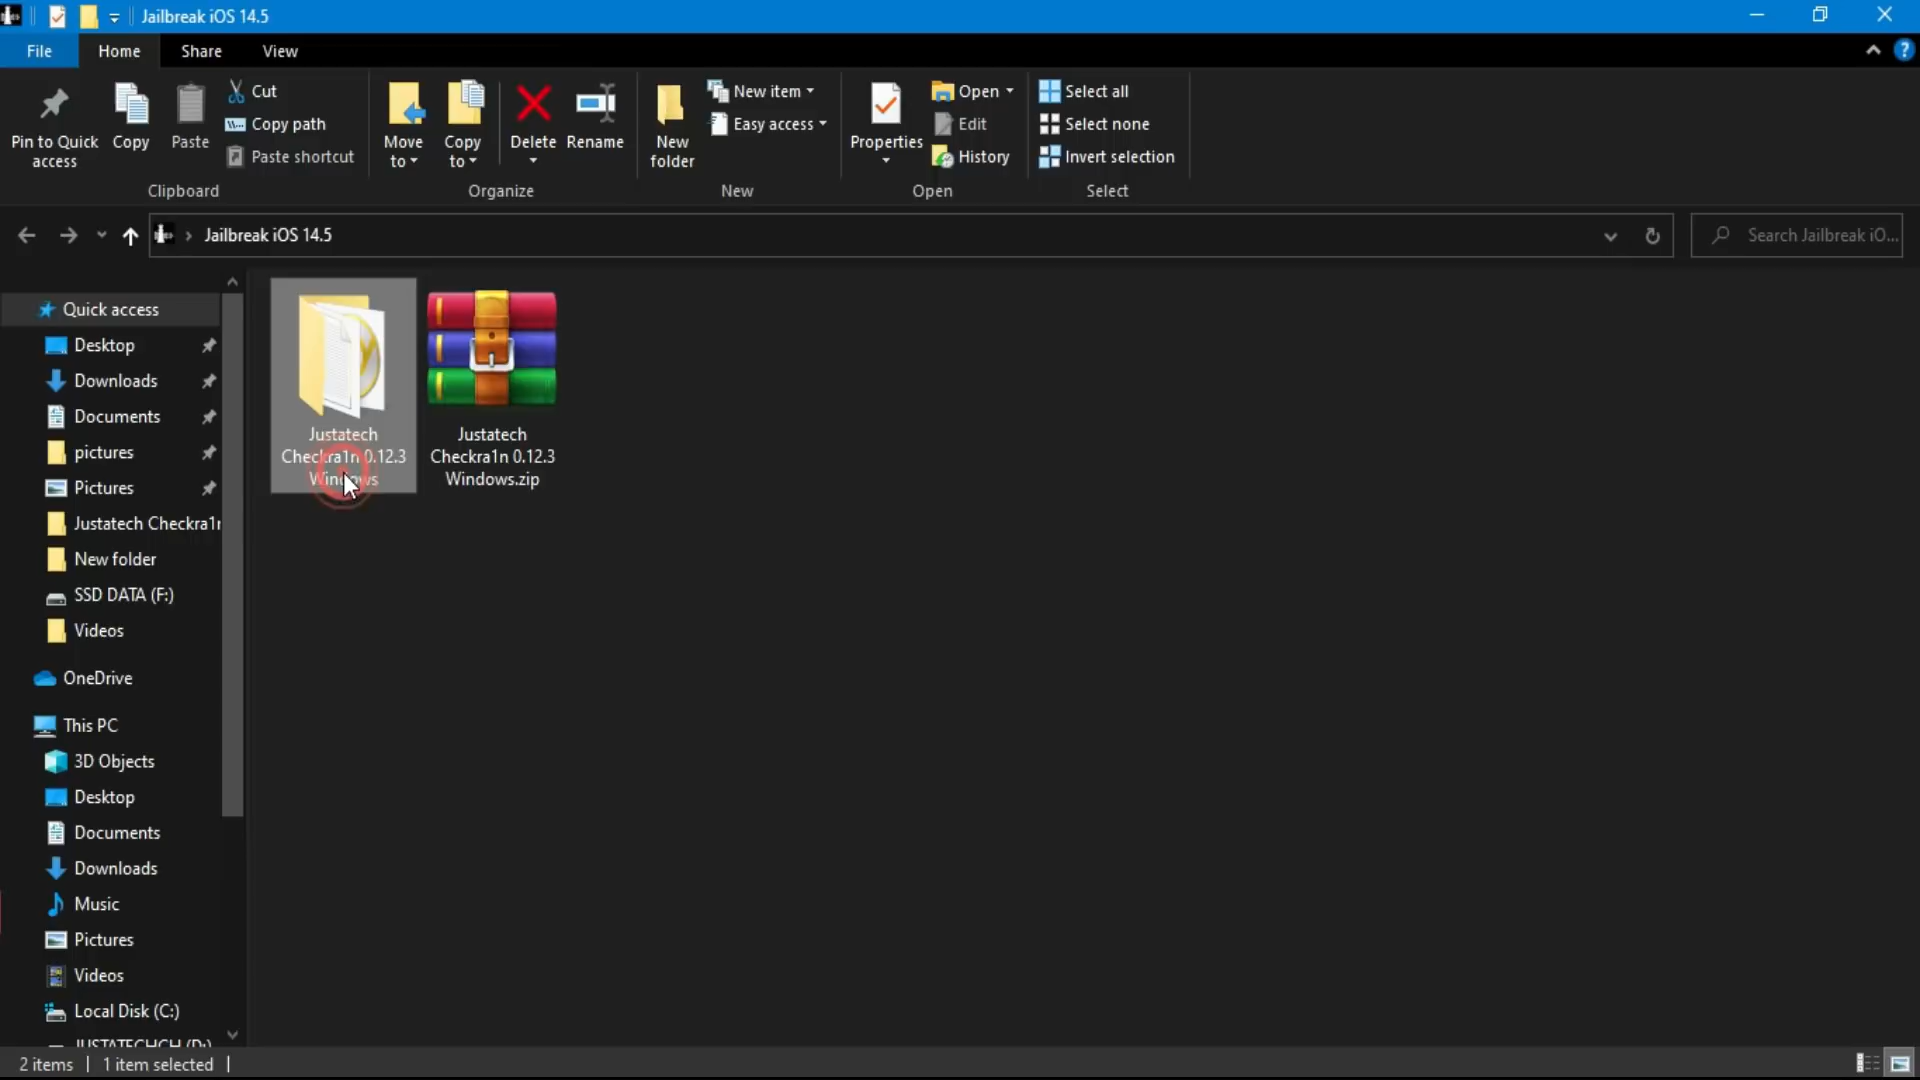 Jailbreak iOS 14.5
File
Home
Share
View
Pin to Quick
access
Copy
Paste
Cut
Copy path
Paste shortcut
Clipboard
Move
to
Copy
to
Delete
Rename
Organize
New
folder
New item
Easy access
New
Properties
Open
Edit
History
Open
Select all
Select none
Invert selection
Select
Jailbreak iOS 14.5
Search Jailbreak iO...
Quick access
Desktop
Downloads
Documents
pictures
Pictures
Justatech Checkra1n
New folder
SSD DATA (F:)
Videos
OneDrive
This PC
3D Objects
Desktop
Documents
Downloads
Music
Pictures
Videos
Local Disk (C:)
JUSTATECHCH (D:)
Justatech
Checkra1n 0.12.3
Windows
Justatech
Checkra1n 0.12.3
Windows.zip
2 items
1 item selected